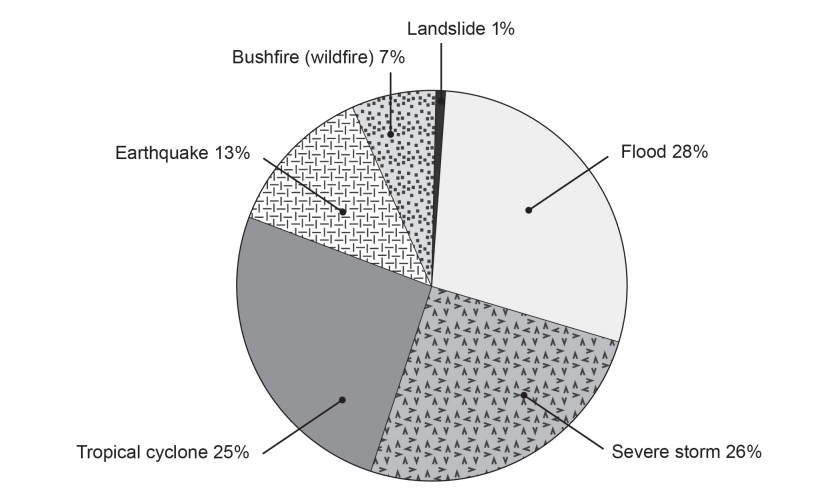 Landslide 1%
Bushfire (wildfire) 7%
Earthquake 13%
Flood 28%
Tropical cyclone 25%
Severe storm 26%